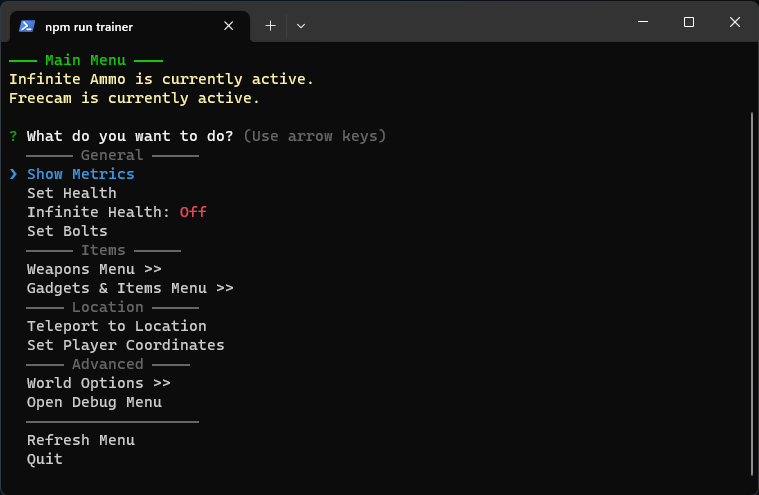 npm run trainer
Main Menu
Infinite Ammo is currently active.
Freecam is currently active.
? What do you want to do? (Use arrow keys)
General
❯ Show Metrics
Set Health
Infinite Health: Off
Set Bolts
Items
Weapons Menu >>
Gadgets & Items Menu >>
Location
Teleport to Location
Set Player Coordinates
Advanced
World Options >>
Open Debug Menu
Refresh Menu
Quit